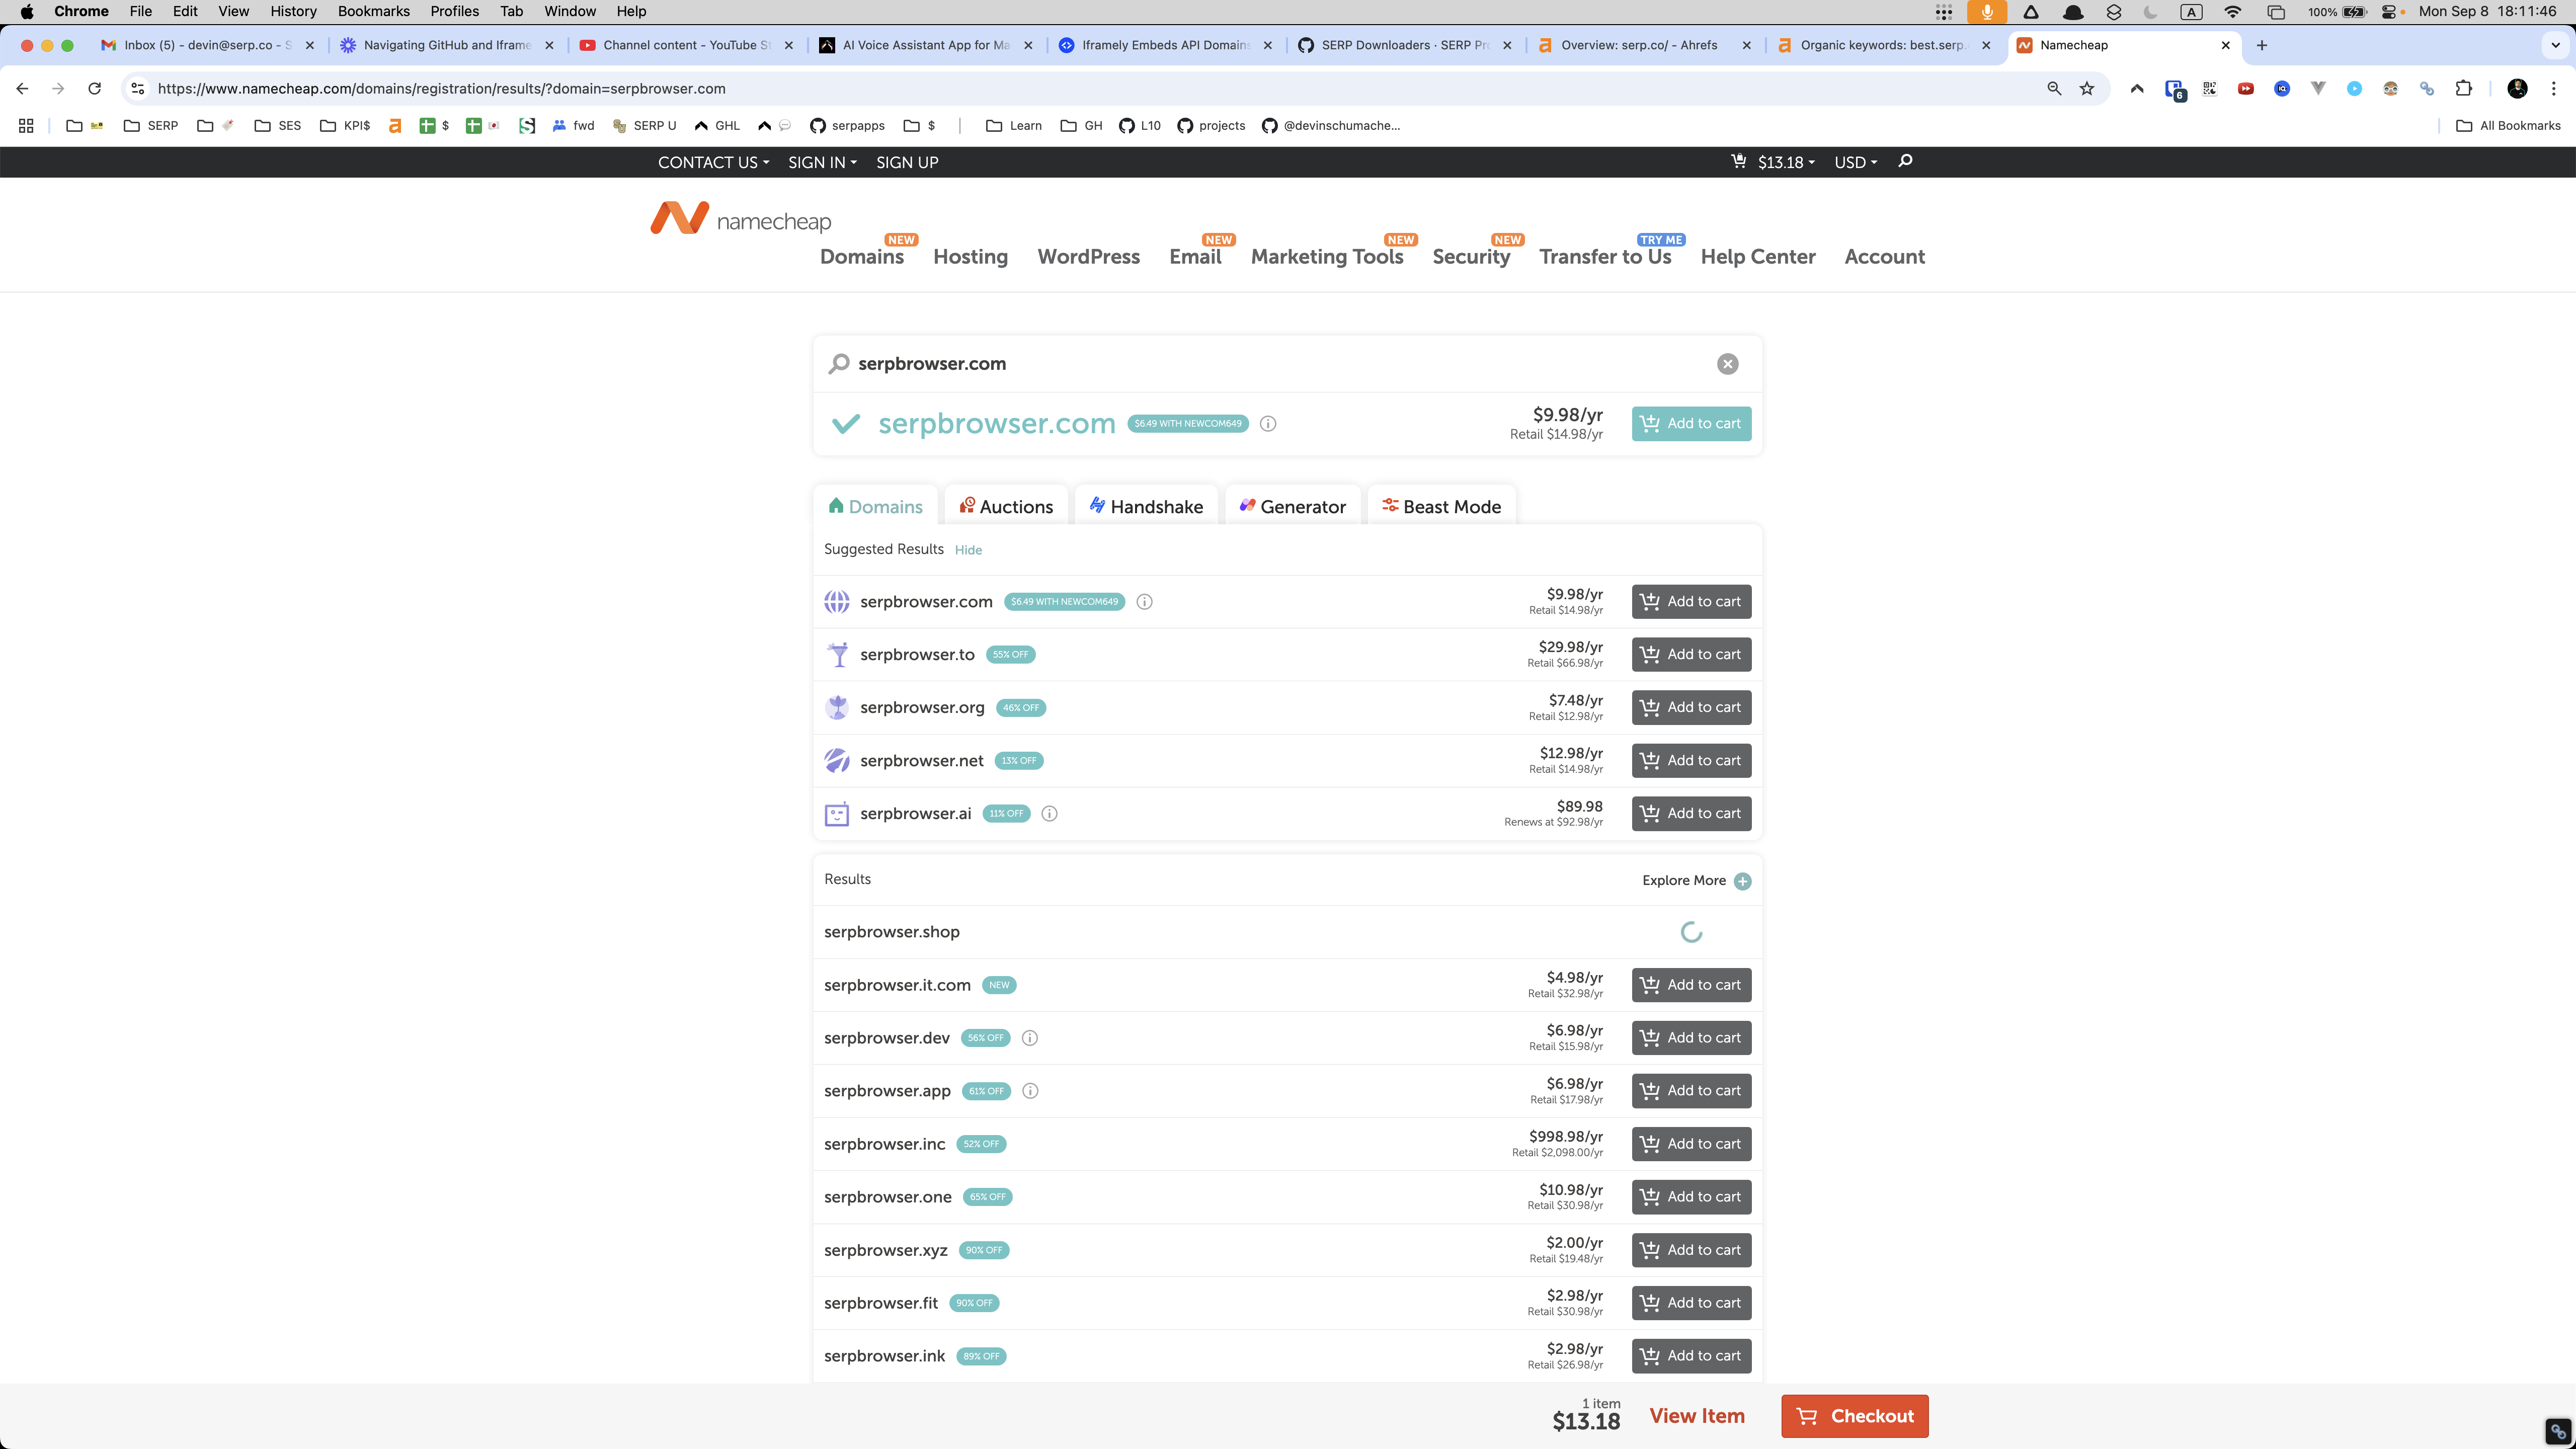 Chrome File Edit View History Bookmarks Profiles Tab Window Help A 100% Mon Sep 8 18:11:46
Inbox (5) - devin@serp.co - S Navigating GitHub and Iframe Channel content - YouTube St AI Voice Assistant App for Ma Iframely Embeds API Domains SERP Downloaders · SERP Pro Overview: serp.co/ - Ahrefs Organic keywords: best.serp. Namecheap
https://www.namecheap.com/domains/registration/results/?domain=serpbrowser.com 6
SERP SES KPI$ $ fwd SERP U GHL serpapps $ Learn GH L10 projects @devinschumache... All Bookmarks
CONTACT US SIGN IN SIGN UP $13.18 USD
namecheap
NEW NEW NEW NEW TRY ME
Domains Hosting WordPress Email Marketing Tools Security Transfer to Us Help Center Account
serpbrowser.com
serpbrowser.com $6.49 WITH NEWCOM649 $9.98/yr Add to cart
Retail $14.98/yr
Domains Auctions Handshake Generator Beast Mode
Suggested Results Hide
serpbrowser.com $6.49 WITH NEWCOM649 $9.98/yr Add to cart
Retail $14.98/yr
serpbrowser.to 55% OFF $29.98/yr Add to cart
Retail $66.98/yr
serpbrowser.org 46% OFF $7.48/yr Add to cart
Retail $12.98/yr
serpbrowser.net 13% OFF $12.98/yr Add to cart
Retail $14.98/yr
serpbrowser.ai 11% OFF $89.98 Add to cart
Renews at $92.98/yr
Results Explore More
serpbrowser.shop
serpbrowser.it.com NEW $4.98/yr Add to cart
Retail $32.98/yr
serpbrowser.dev 56% OFF $6.98/yr Add to cart
Retail $15.98/yr
serpbrowser.app 61% OFF $6.98/yr Add to cart
Retail $17.98/yr
serpbrowser.inc 52% OFF $998.98/yr Add to cart
Retail $2,098.00/yr
serpbrowser.one 65% OFF $10.98/yr Add to cart
Retail $30.98/yr
serpbrowser.xyz 90% OFF $2.00/yr Add to cart
Retail $19.48/yr
serpbrowser.fit 90% OFF $2.98/yr Add to cart
Retail $30.98/yr
serpbrowser.ink 89% OFF $2.98/yr Add to cart
Retail $26.98/yr
1 item
$13.18 View Item Checkout